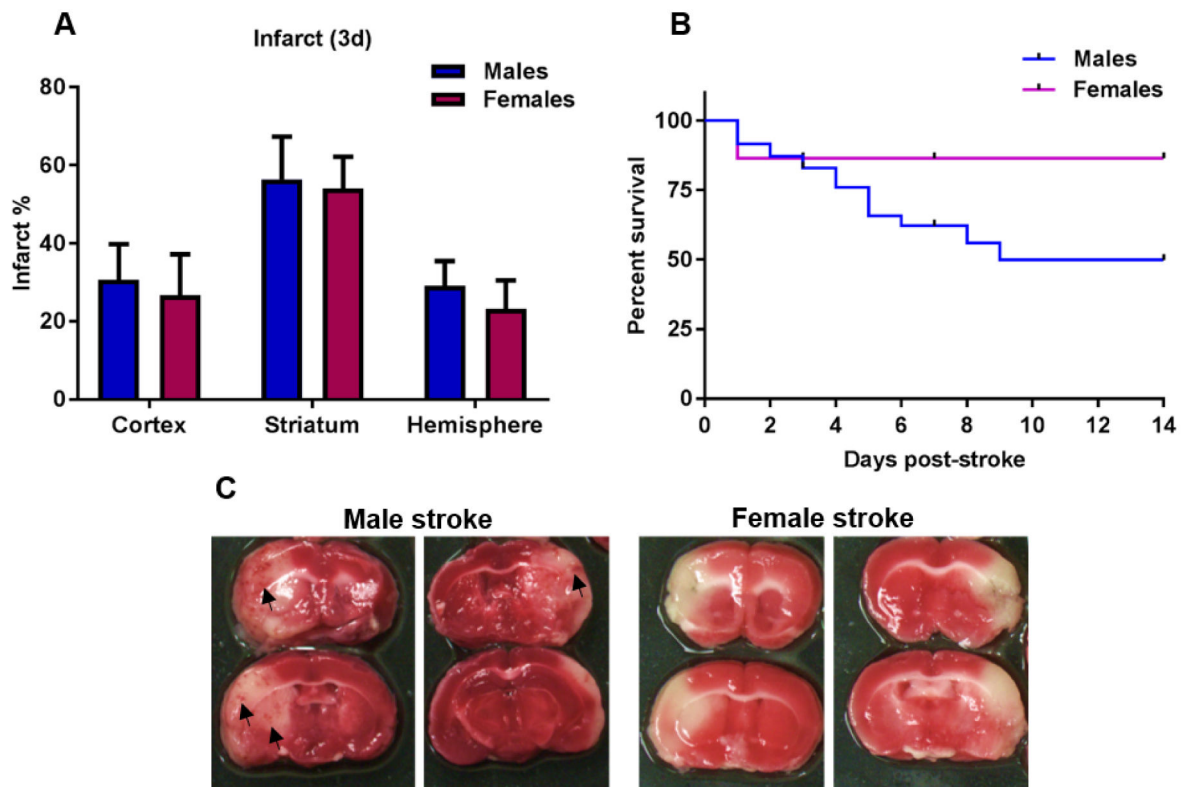 A
Infarct (3d)
Males
Females
Infarct %
80
60
40
20
0
Cortex
Striatum
Hemisphere
B
Males
Females
Percent survival
100
75
50
25
0
0 2 4 6 8 10 12 14
Days post-stroke
C
Male stroke
Female stroke